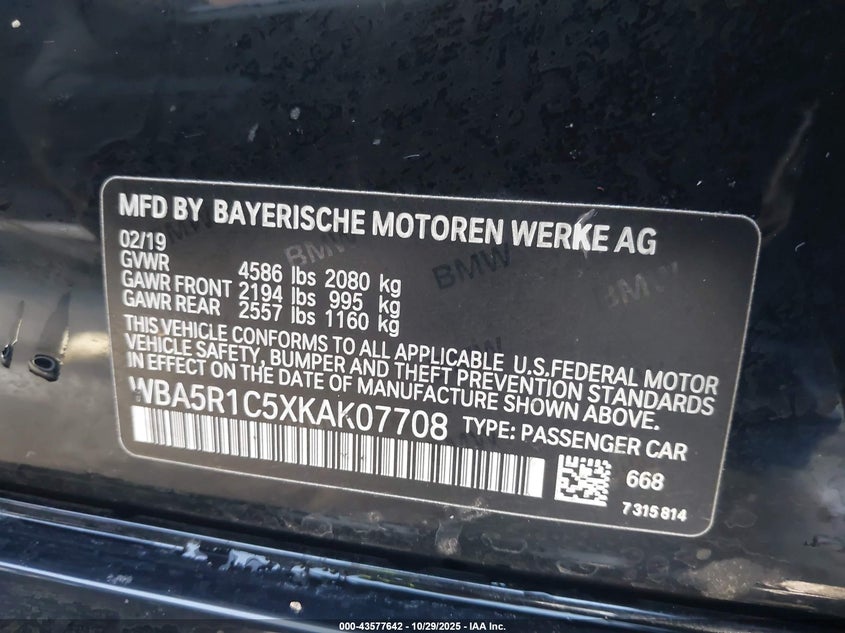 MFD BY BAYERISCHE MOTOREN WERKE AG
02/19
GVWR 4586 lbs 2080 kg
GAWR FRONT 2194 lbs 995 kg
GAWR REAR 2557 lbs 1160 kg
THIS VEHICLE CONFORMS TO ALL APPLICABLE U.S.FEDERAL MOTOR
VEHICLE SAFETY, BUMPER AND THEFT PREVENTION STANDARDS
IN EFFECT ON THE DATE OF MANUFACTURE SHOWN ABOVE.
WBA5R1C5XKAK07708 TYPE: PASSENGER CAR
668
7 315 814
BMW
BMW
BMW
000-43577642 - 10/29/2025 - IAA Inc.